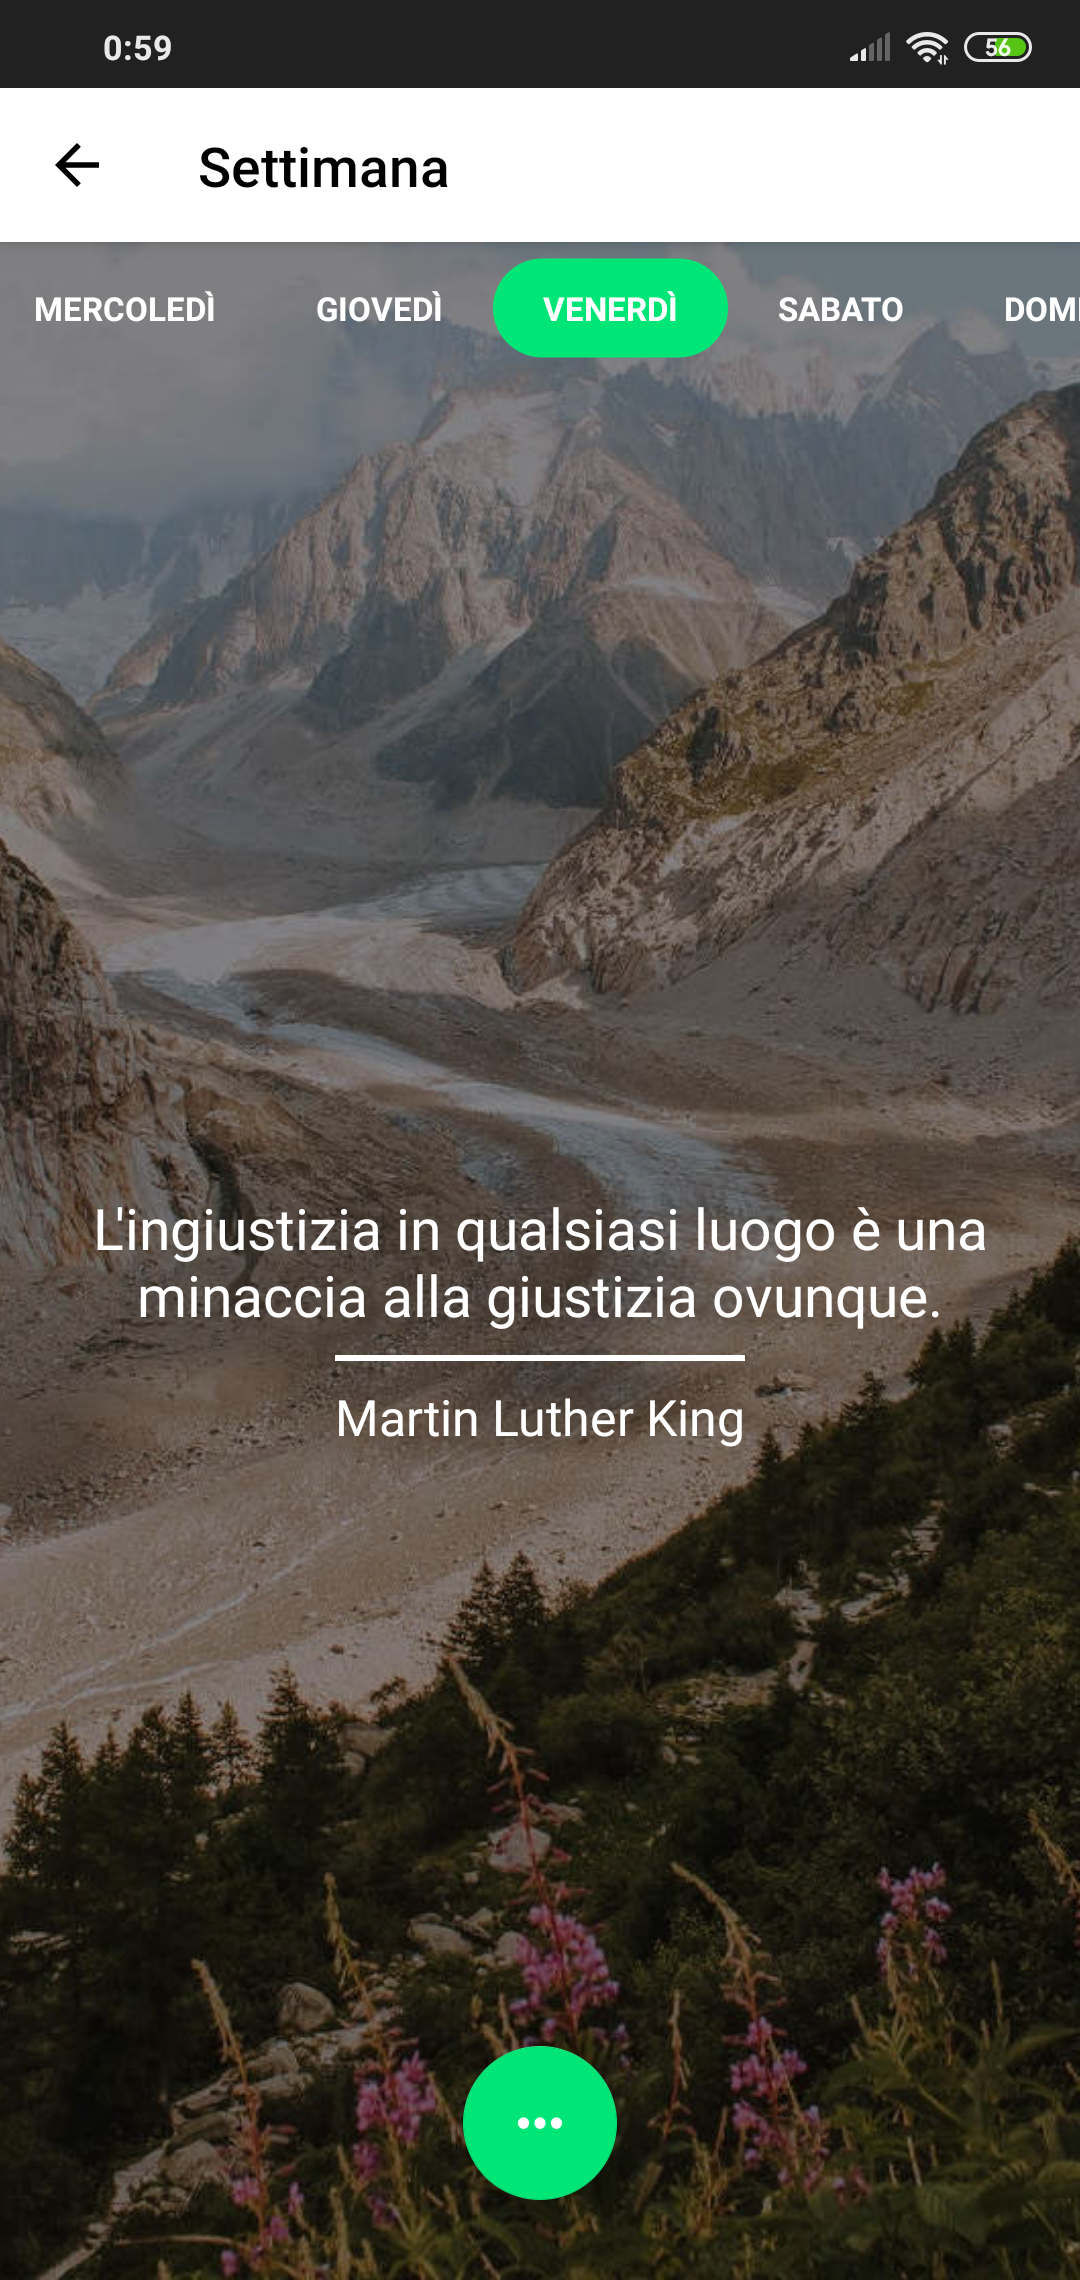 0:59
56
Settimana
MERCOLEDÌ GIOVEDÌ VENERDÌ SABATO DOM
L'ingiustizia in qualsiasi luogo è una
minaccia alla giustizia ovunque.
Martin Luther King